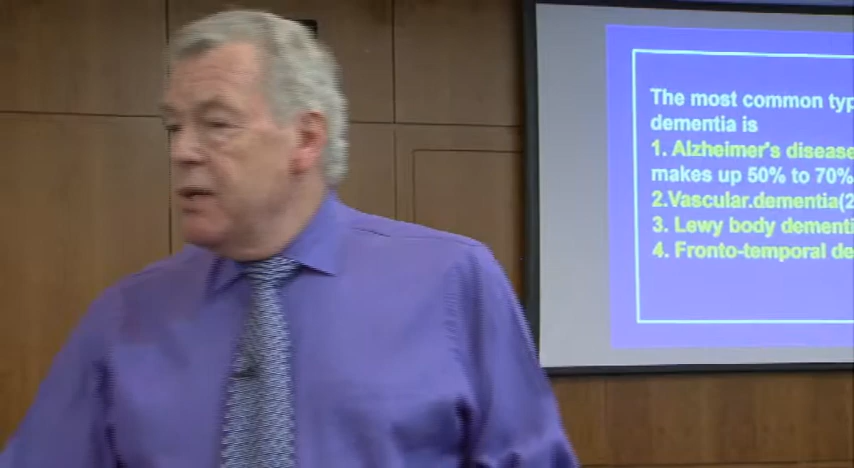 The most common typ
dementia is
1. Alzheimer's disease
makes up 50% to 70%
2.Vascular.dementia(2
3. Lewy body dementia
4. Fronto-temporal de